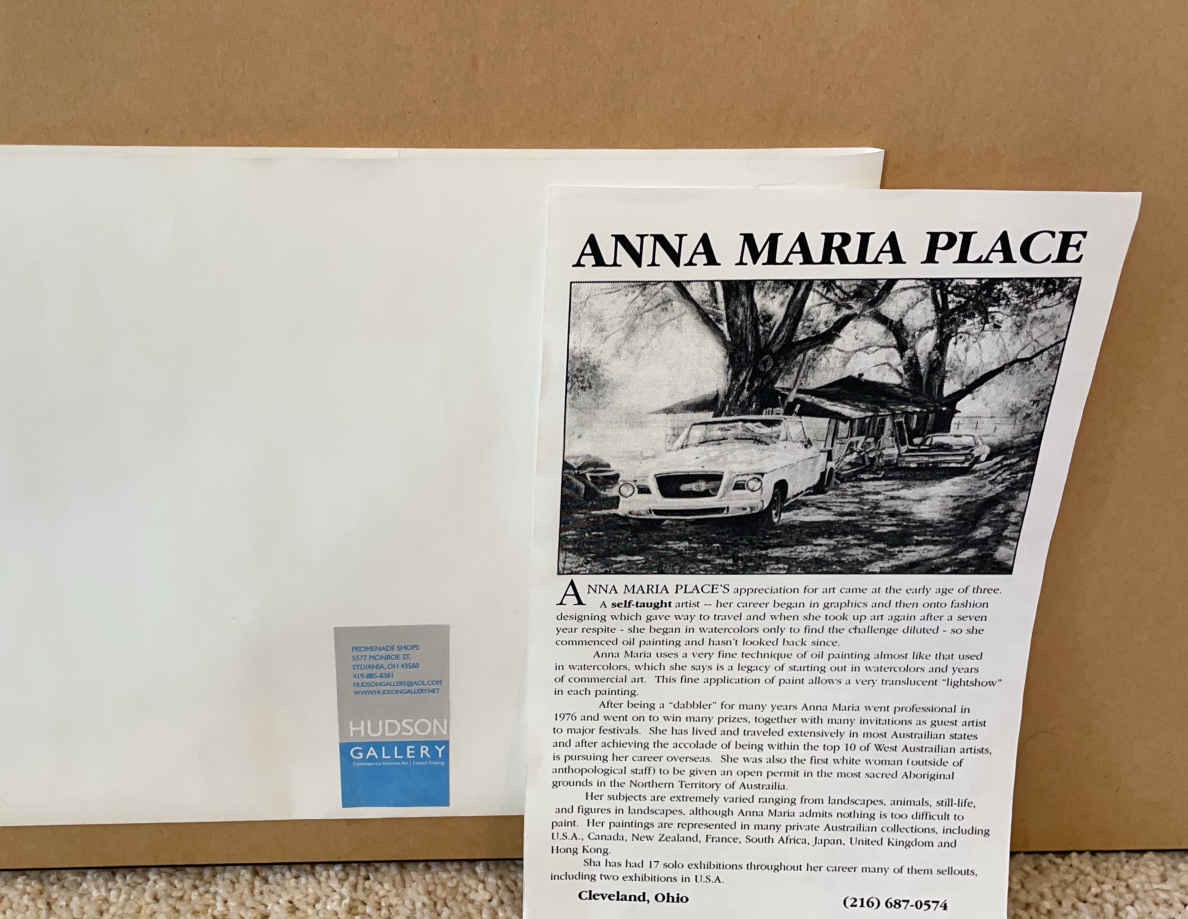 ANNA MARIA PLACE
ANNA MARIA PLACE'S appreciation for art came at the early age of three.
A self-taught artist -- her career began in graphics and then onto fashion
designing which gave way to travel and when she took up art again after a seven
year respite - she began in watercolors only to find the challenge diluted - so she
commenced oil painting and hasn't looked back since.
Anna Maria uses a very fine technique of oil painting almost like that used
in watercolors, which she says is a legacy of starting out in watercolors and years
of commercial art. This fine application of paint allows a very translucent "lightshow"
in each painting.
After being a "dabbler" for many years Anna Maria went professional in
1976 and went on to win many prizes, together with many invitations as guest artist
to major festivals. She has lived and traveled extensively in most Austrailian states
and after achieving the accolade of being within the top 10 of West Austrailian artists,
is pursuing her career overseas. She was also the first white woman (outside of
anthopological staff) to be given an open permit in the most sacred Aboriginal
grounds in the Northern Territory of Austrailia.
Her subjects are extremely varied ranging from landscapes, animals, still-life,
and figures in landscapes, although Anna Maria admits nothing is too difficult to
paint. Her paintings are represented in many private Austrailian collections, including
U.S.A., Canada, New Zealand, France, South Africa, Japan, United Kingdom and
Hong Kong.
Sha has had 17 solo exhibitions throughout her career many of them sellouts,
including two exhibitions in U.S.A.
Cleveland, Ohio (216) 687-0574
PROMENADE SHOPS
5577 MONROE ST.
SYLVANIA, OH 43560
419-885-8381
HUDSONGALLERY@AOL.COM
WWW.HUDSONGALLERY.NET
HUDSON
GALLERY